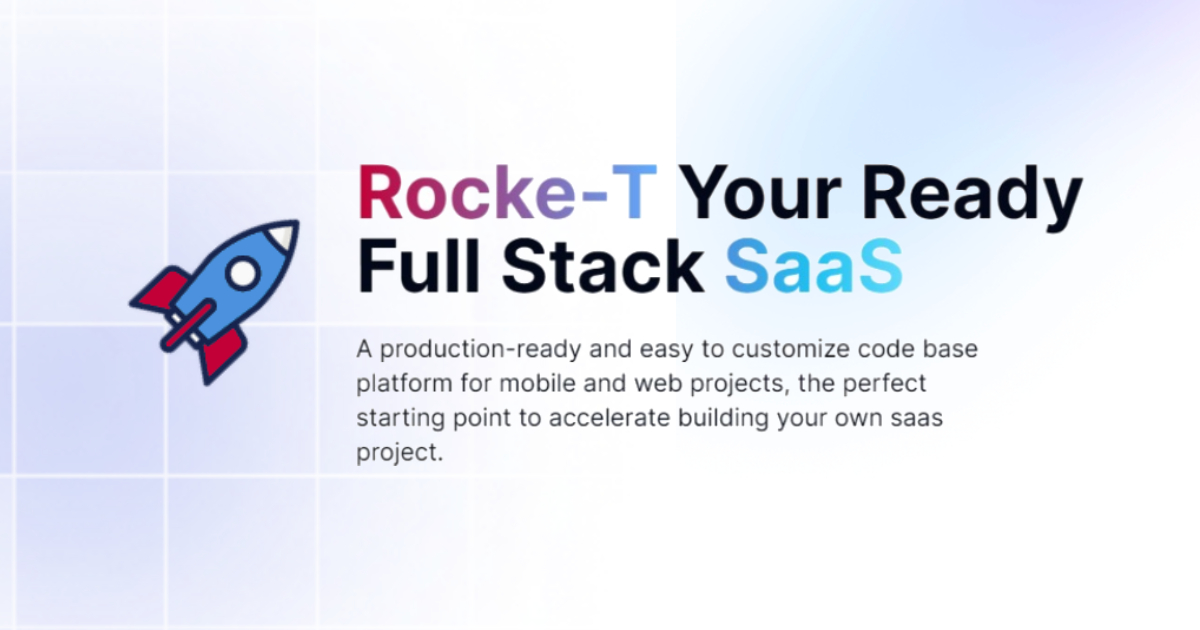 Rocke-T Your Ready
Full Stack SaaS
A production-ready and easy to customize code base
platform for mobile and web projects, the perfect
starting point to accelerate building your own saas
project.